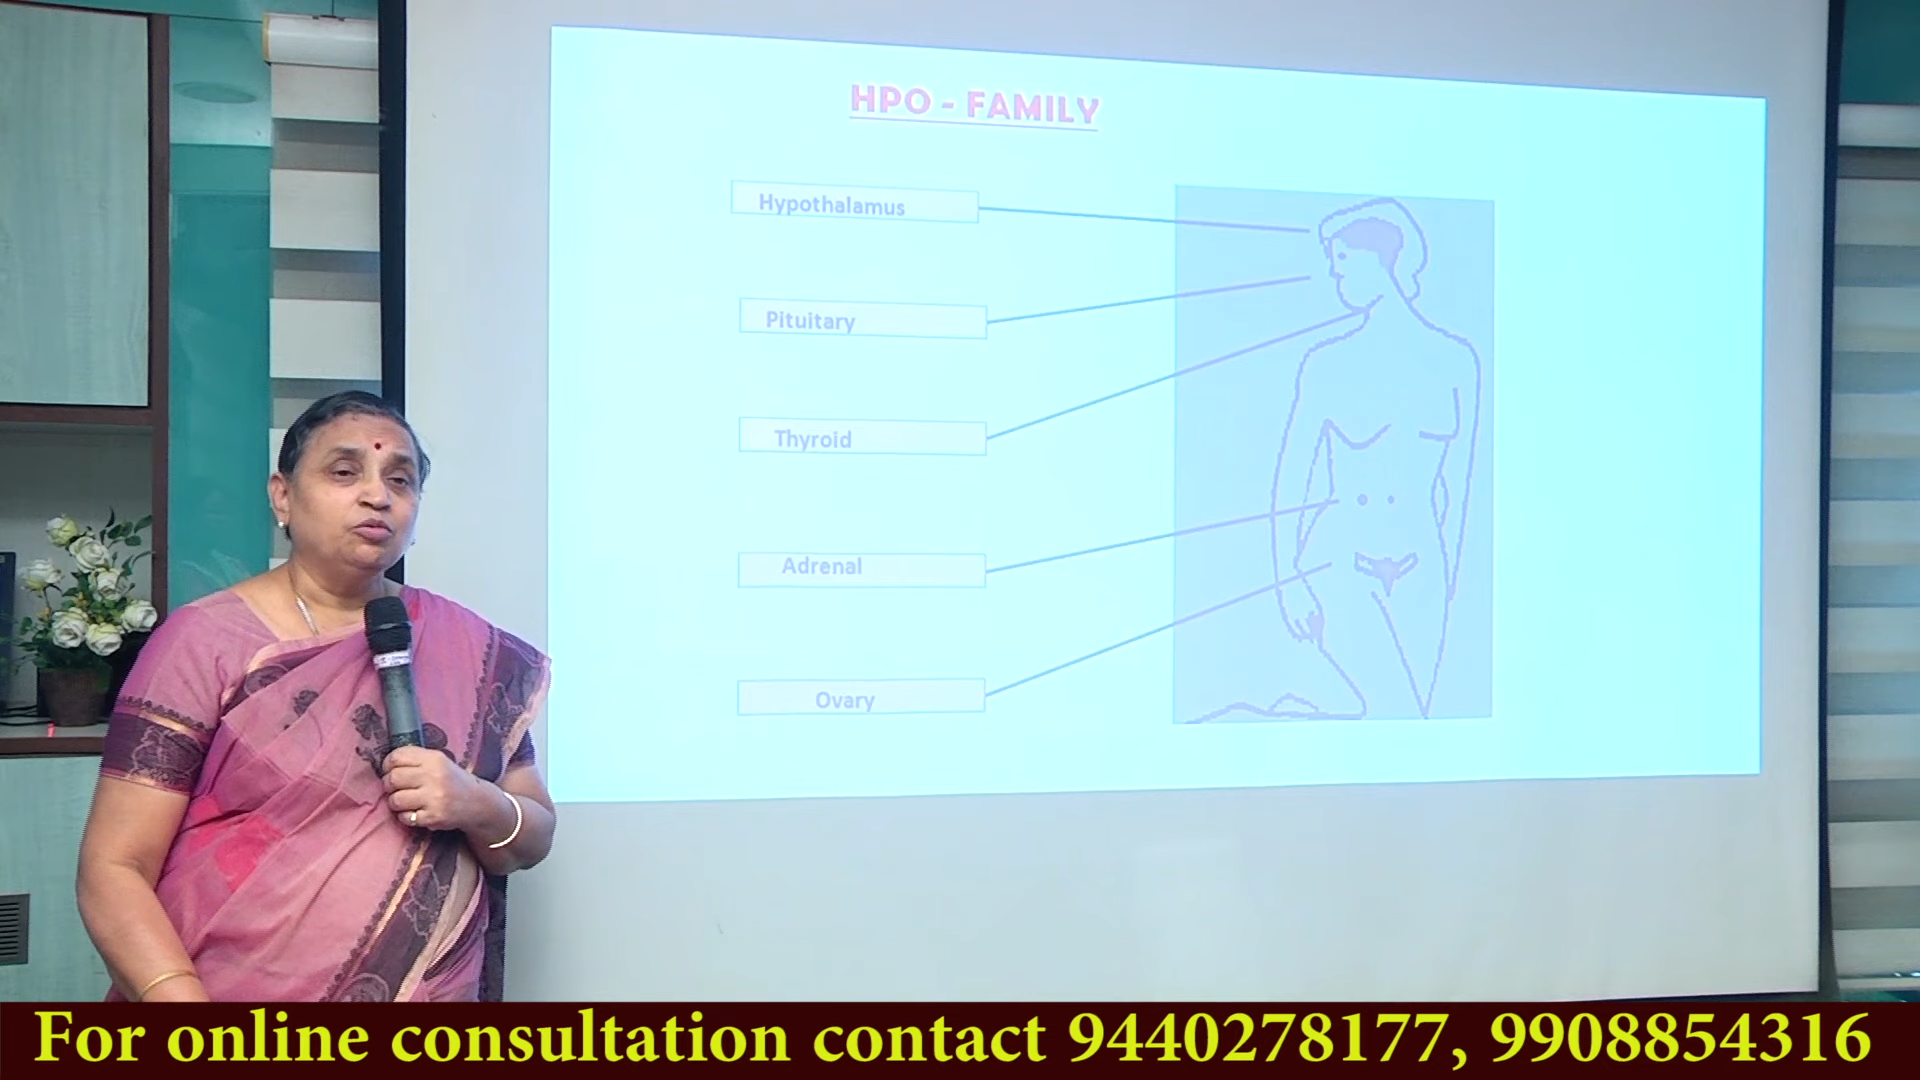 HPO - FAMILY
Hypothalamus
Pituitary
Thyroid
Adrenal
Ovary
For online consultation contact 9440278177, 9908854316